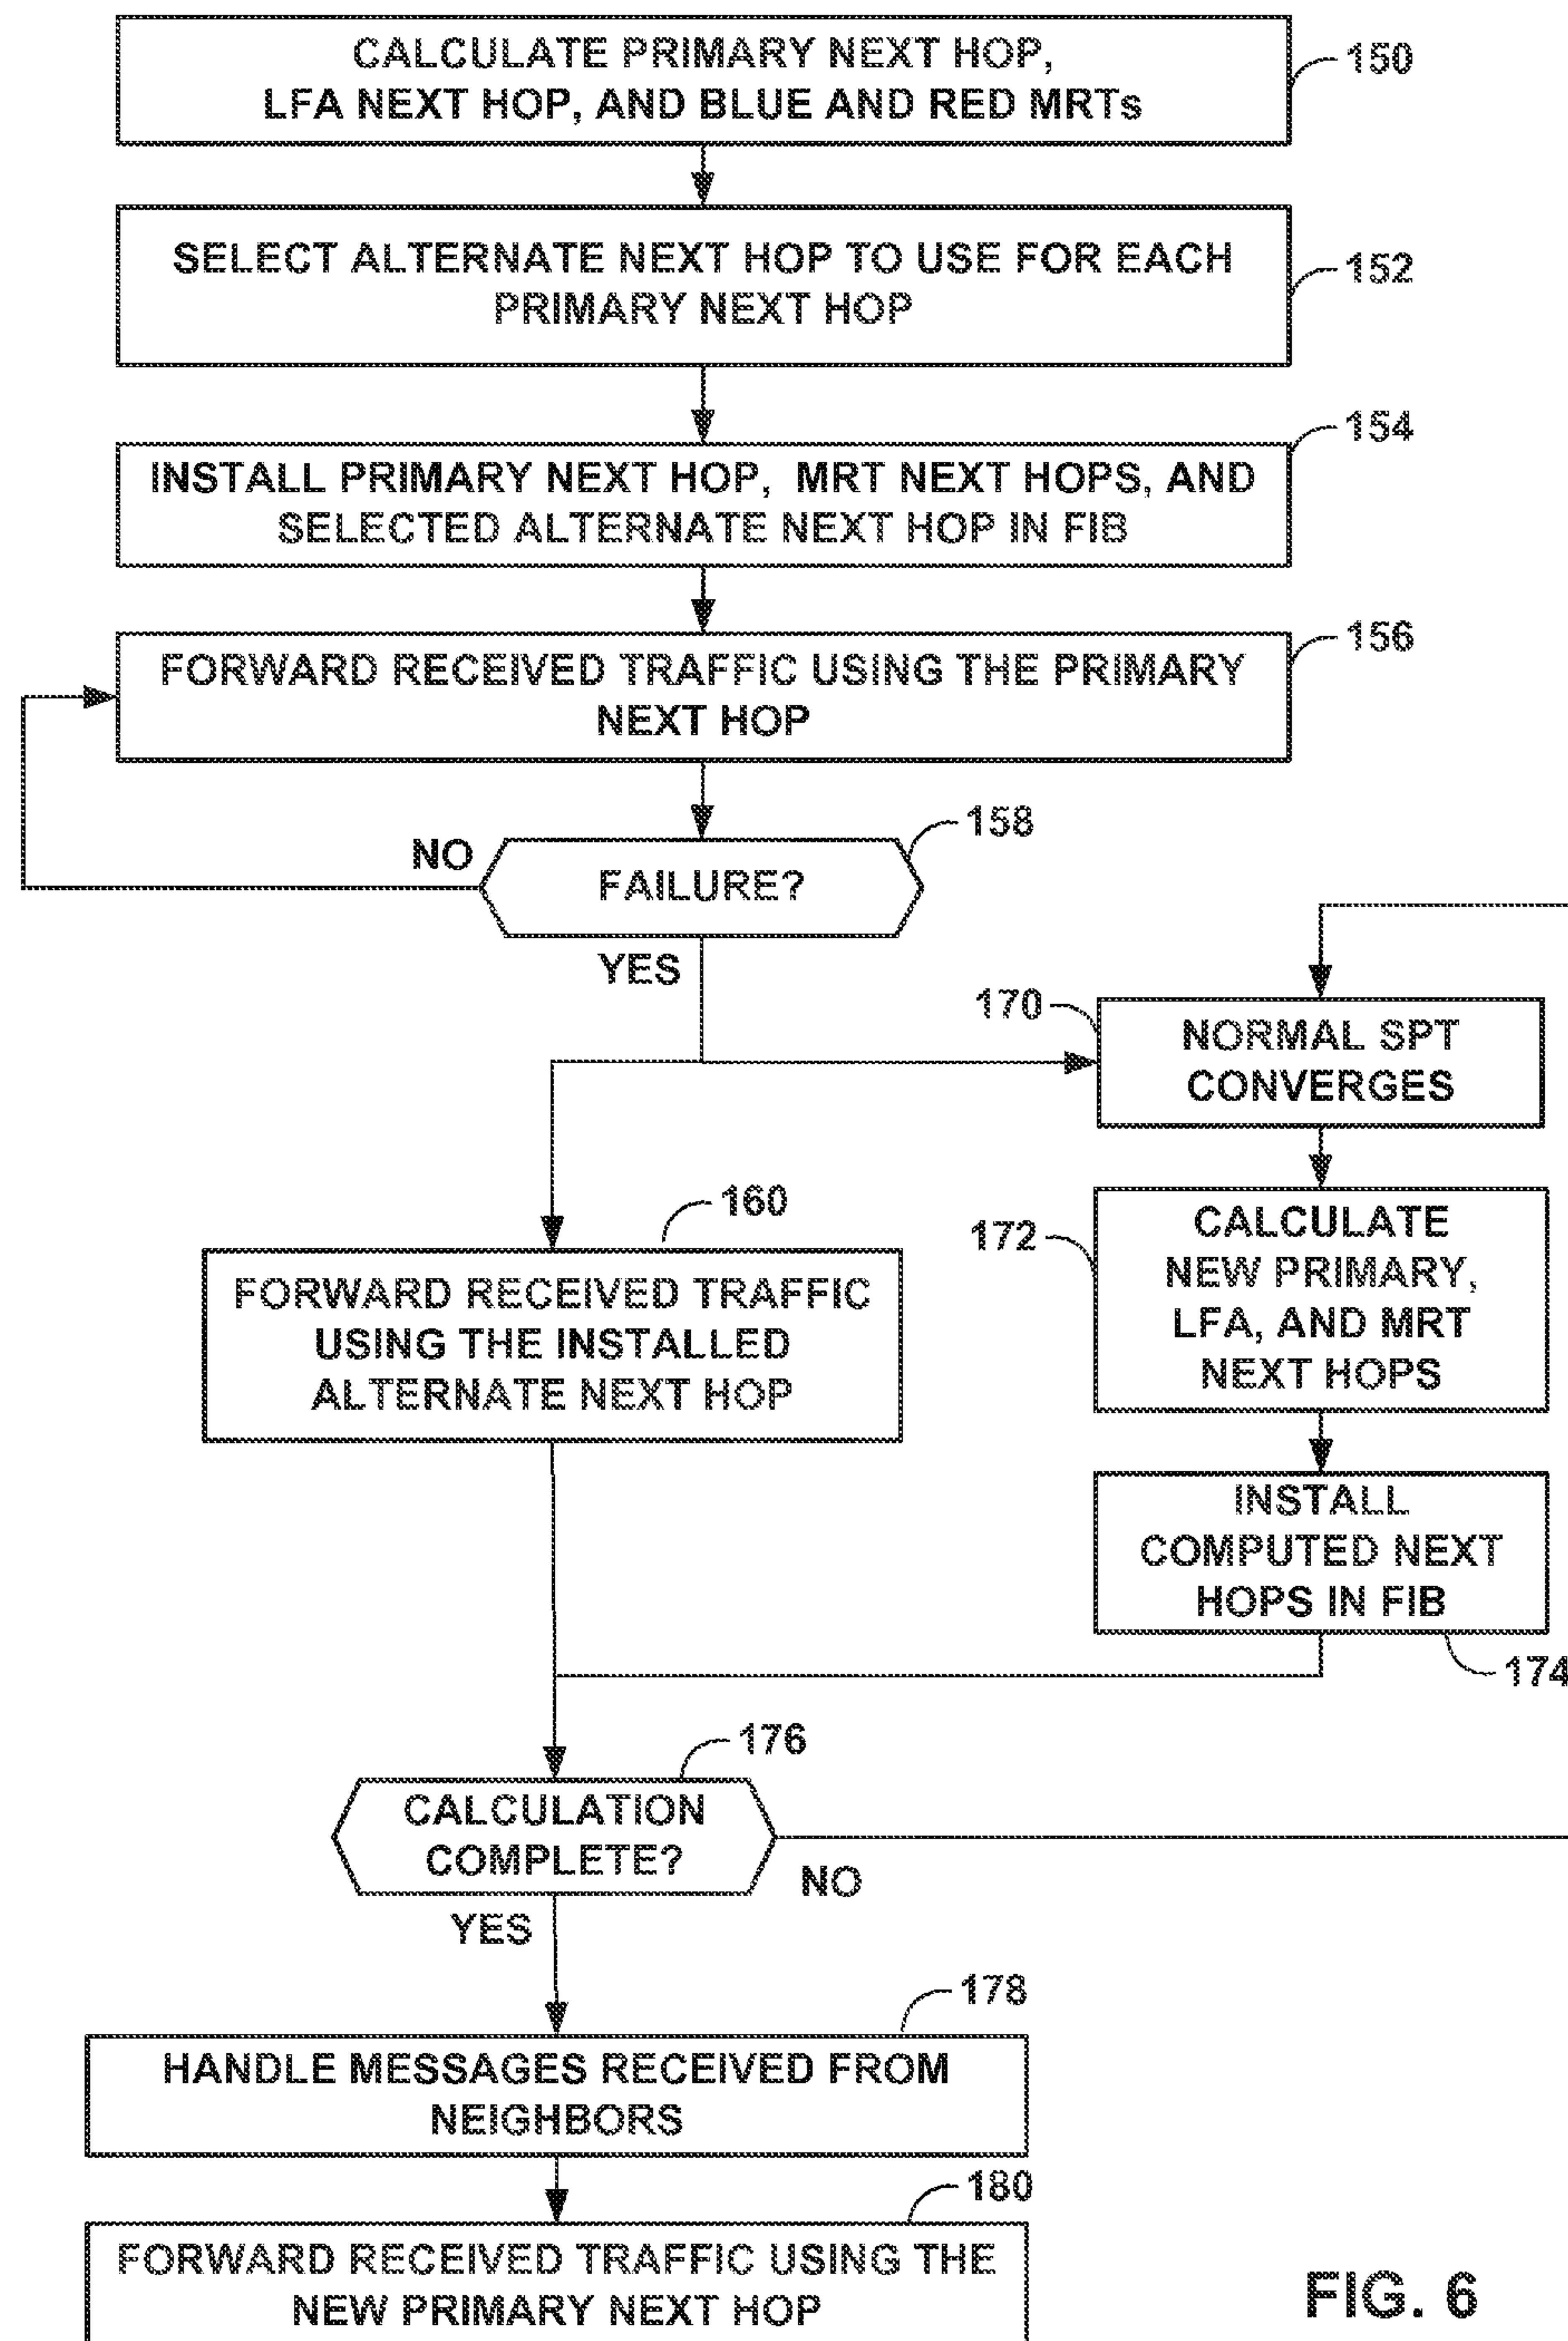 CALCULATE PRIMARY NEXT HOP,
LFA NEXT HOP, AND BLUE AND RED MRTs
150
SELECT ALTERNATE NEXT HOP TO USE FOR EACH
PRIMARY NEXT HOP
152
154
INSTALL PRIMARY NEXT HOP, MRT NEXT HOPS, AND
SELECTED ALTERNATE NEXT HOP IN FIB
156
FORWARD RECEIVED TRAFFIC USING THE PRIMARY
NEXT HOP
158
NO
FAILURE?
YES
170
NORMAL SPT
CONVERGES
160
FORWARD RECEIVED TRAFFIC
USING THE INSTALLED
ALTERNATE NEXT HOP
172
CALCULATE
NEW PRIMARY,
LFA, AND MRT
NEXT HOPS
INSTALL
COMPUTED NEXT
HOPS IN FIB
174
176
CALCULATION
COMPLETE?
NO
YES
178
HANDLE MESSAGES RECEIVED FROM
NEIGHBORS
180
FORWARD RECEIVED TRAFFIC USING THE
NEW PRIMARY NEXT HOP
FIG. 6